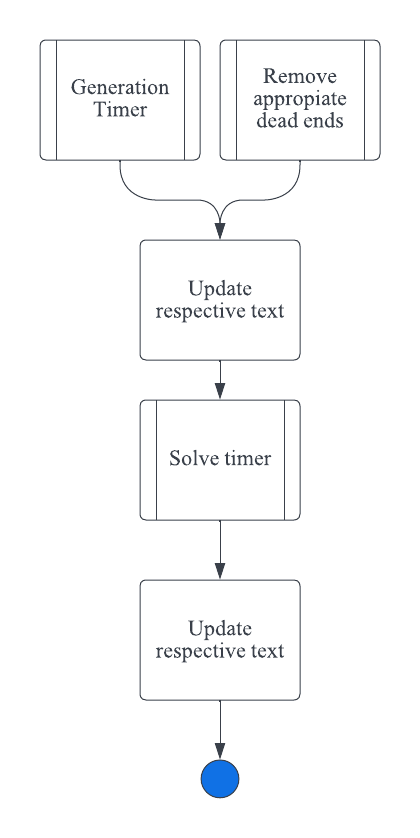 Generation
Timer
Remove
appropiate
dead ends
Update
respective text
Solve timer
Update
respective text